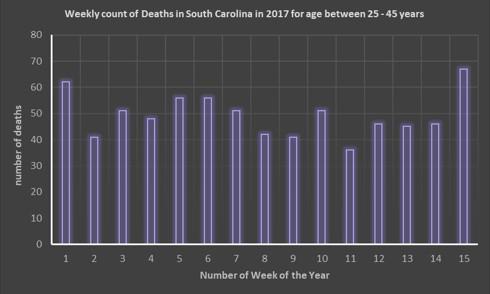 Weekly count of Deaths in South Carolina in 2017 for age between 25 - 45 years
80
70
60
50
40
30
20
10
0
number of deaths
1 2 3 4 5 6 7 8 9 10 11 12 13 14 15
Number of Week of the Year